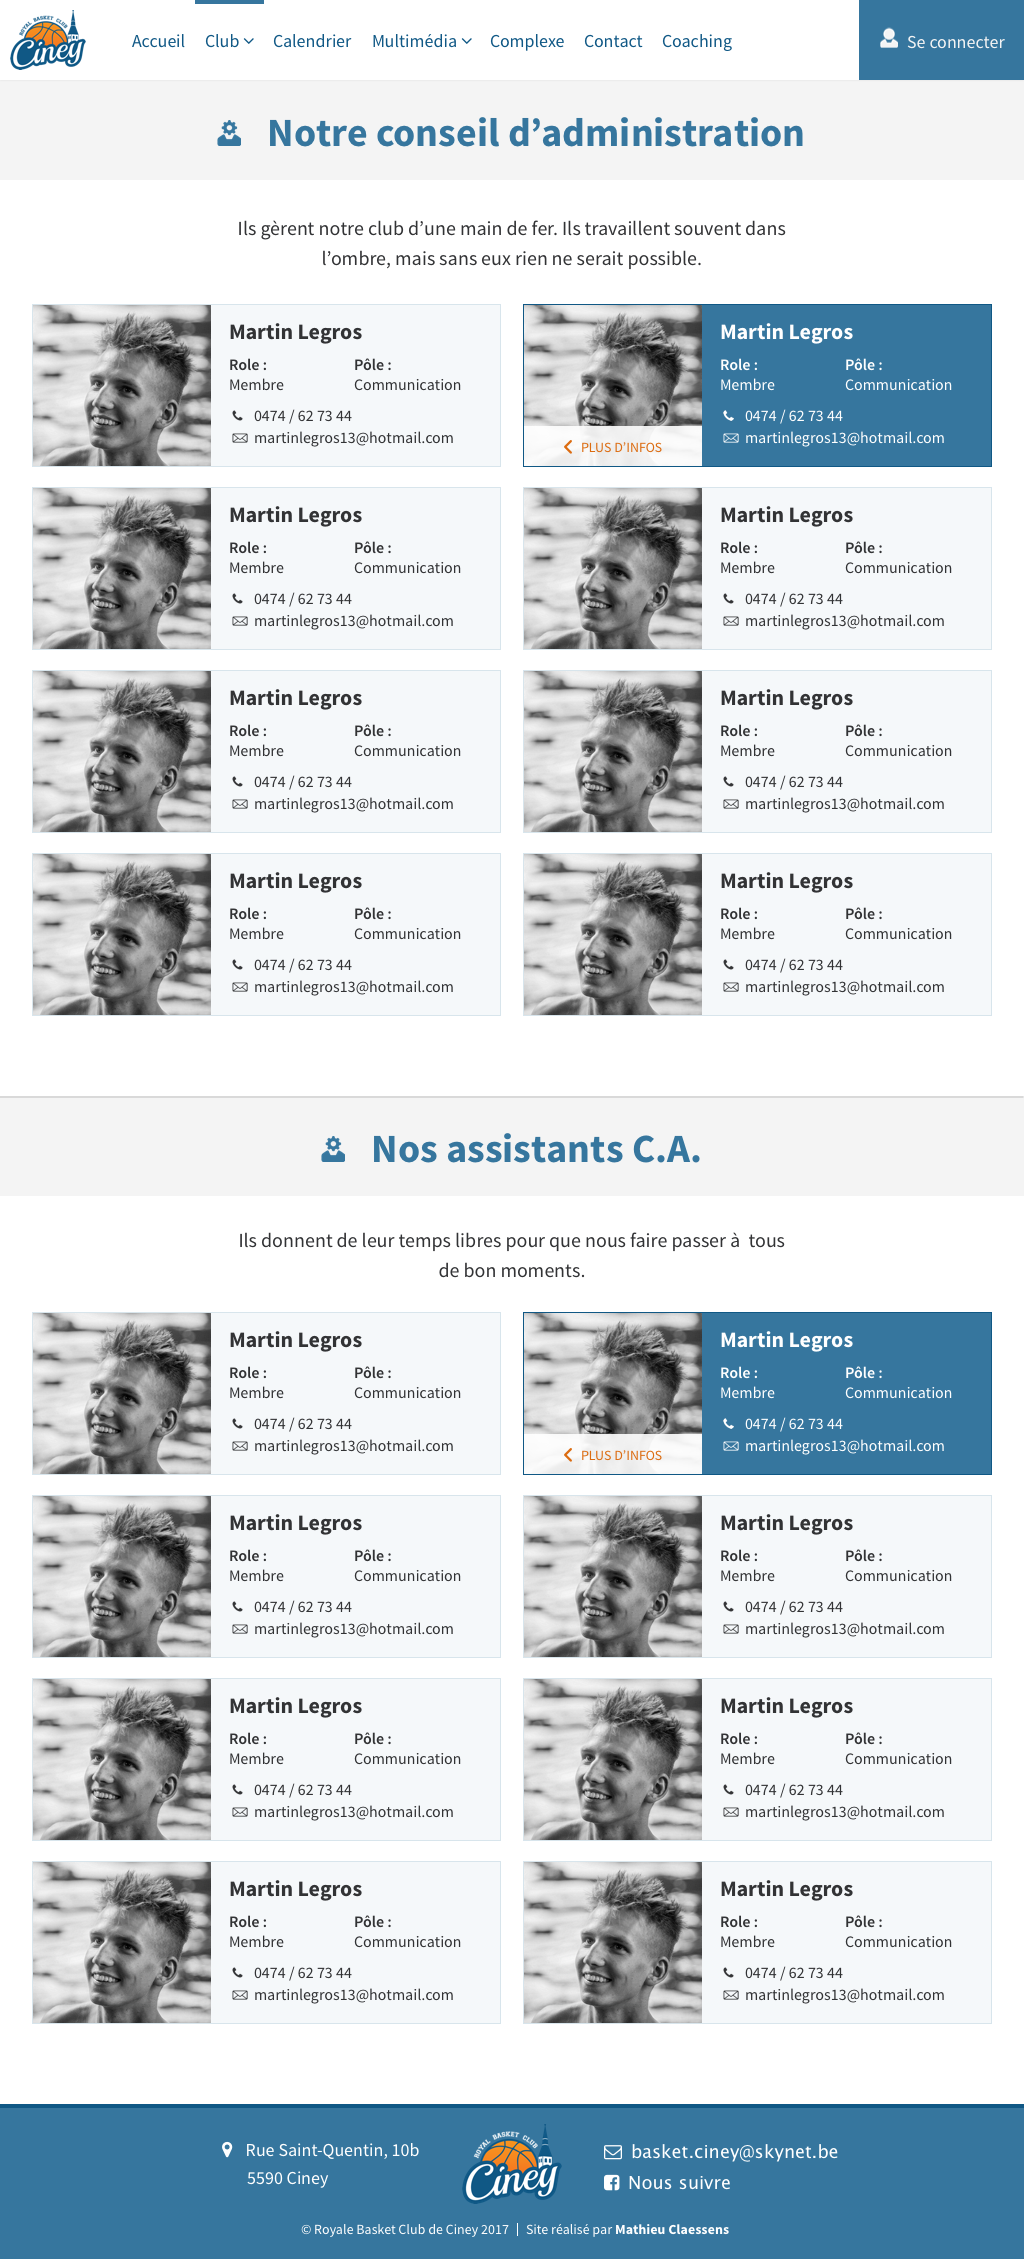 ROYAL BASKET CLUB
Ciney
Accueil Club Calendrier Multimédia Complexe Contact Coaching Se connecter
Notre conseil d’administration
Ils gèrent notre club d’une main de fer. Ils travaillent souvent dans
l’ombre, mais sans eux rien ne serait possible.
Martin Legros
Role : Pôle :
Membre Communication
0474 / 62 73 44
martinlegros13@hotmail.com
Martin Legros
Role : Pôle :
Membre Communication
0474 / 62 73 44
martinlegros13@hotmail.com
PLUS D'INFOS
Martin Legros
Role : Pôle :
Membre Communication
0474 / 62 73 44
martinlegros13@hotmail.com
Martin Legros
Role : Pôle :
Membre Communication
0474 / 62 73 44
martinlegros13@hotmail.com
Martin Legros
Role : Pôle :
Membre Communication
0474 / 62 73 44
martinlegros13@hotmail.com
Martin Legros
Role : Pôle :
Membre Communication
0474 / 62 73 44
martinlegros13@hotmail.com
Martin Legros
Role : Pôle :
Membre Communication
0474 / 62 73 44
martinlegros13@hotmail.com
Martin Legros
Role : Pôle :
Membre Communication
0474 / 62 73 44
martinlegros13@hotmail.com
Nos assistants C.A.
Ils donnent de leur temps libres pour que nous faire passer à  tous
de bon moments.
Martin Legros
Role : Pôle :
Membre Communication
0474 / 62 73 44
martinlegros13@hotmail.com
Martin Legros
Role : Pôle :
Membre Communication
0474 / 62 73 44
martinlegros13@hotmail.com
PLUS D'INFOS
Martin Legros
Role : Pôle :
Membre Communication
0474 / 62 73 44
martinlegros13@hotmail.com
Martin Legros
Role : Pôle :
Membre Communication
0474 / 62 73 44
martinlegros13@hotmail.com
Martin Legros
Role : Pôle :
Membre Communication
0474 / 62 73 44
martinlegros13@hotmail.com
Martin Legros
Role : Pôle :
Membre Communication
0474 / 62 73 44
martinlegros13@hotmail.com
Martin Legros
Role : Pôle :
Membre Communication
0474 / 62 73 44
martinlegros13@hotmail.com
Martin Legros
Role : Pôle :
Membre Communication
0474 / 62 73 44
martinlegros13@hotmail.com
Rue Saint-Quentin, 10b
5590 Ciney
ROYAL BASKET CLUB
Ciney
basket.ciney@skynet.be
Nous suivre
© Royale Basket Club de Ciney 2017 | Site réalisé par Mathieu Claessens